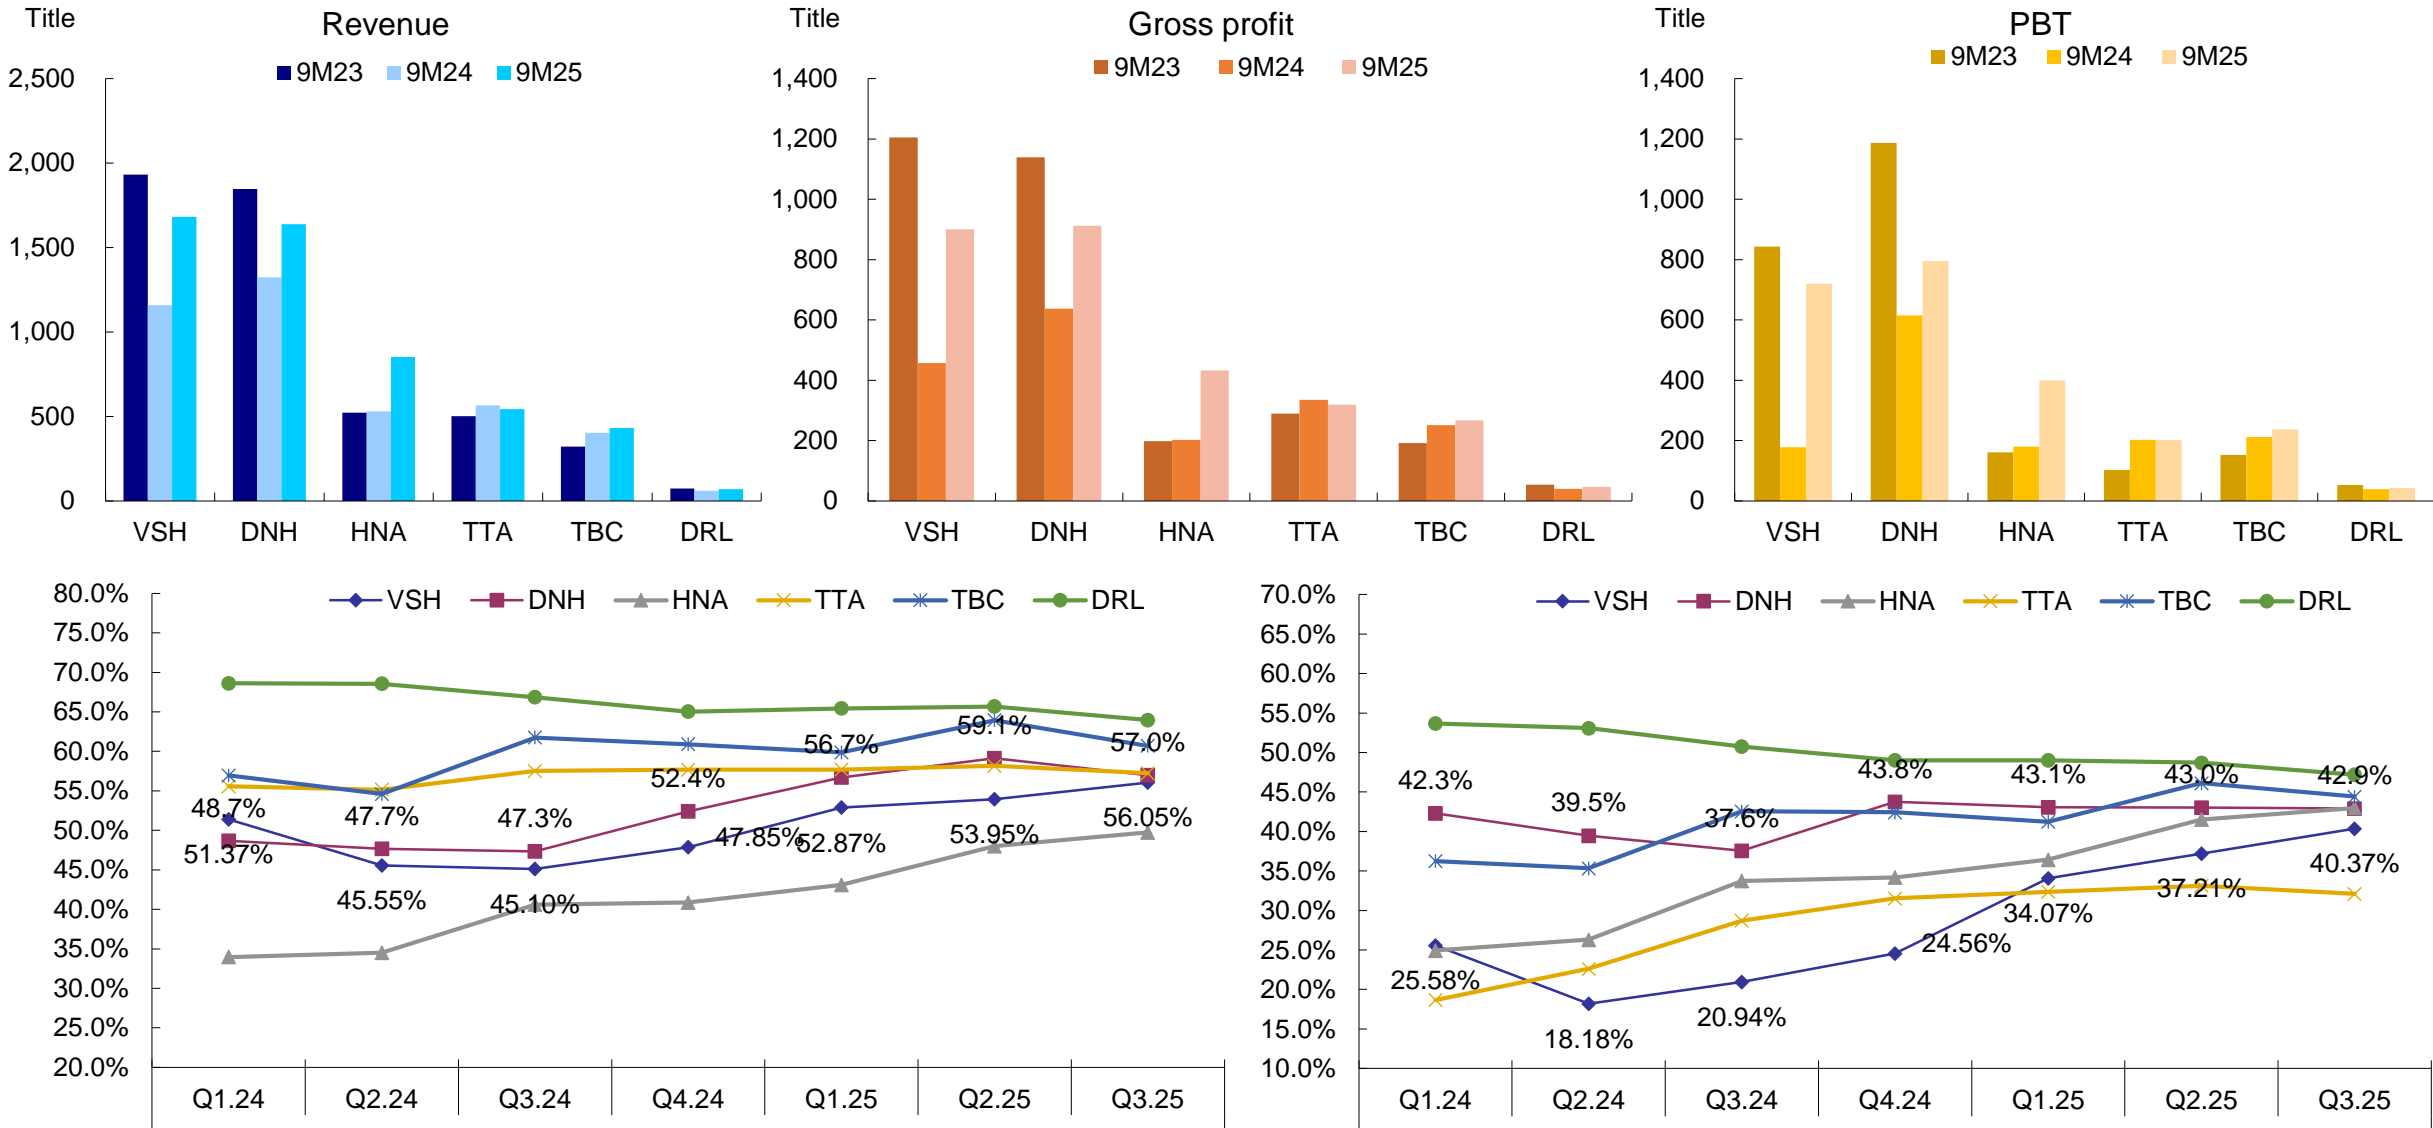 Title
Revenue
9M23 9M24 9M25
2,500
2,000
1,500
1,000
500
0
VSH DNH HNA TTA TBC DRL
Title
Gross profit
9M23 9M24 9M25
1,400
1,200
1,000
800
600
400
200
0
VSH DNH HNA TTA TBC DRL
Title
PBT
9M23 9M24 9M25
1,400
1,200
1,000
800
600
400
200
0
VSH DNH HNA TTA TBC DRL
VSH DNH HNA TTA TBC DRL
80.0%
75.0%
70.0%
65.0%
60.0%
55.0%
50.0%
45.0%
40.0%
35.0%
30.0%
25.0%
20.0%
48.7% 47.7% 47.3% 52.4% 56.7% 59.1% 57.0%
51.37% 45.55% 45.10% 47.85% 52.87% 53.95% 56.05%
Q1.24 Q2.24 Q3.24 Q4.24 Q1.25 Q2.25 Q3.25
VSH DNH HNA TTA TBC DRL
70.0%
65.0%
60.0%
55.0%
50.0%
45.0%
40.0%
35.0%
30.0%
25.0%
20.0%
15.0%
10.0%
42.3% 39.5% 37.6% 43.8% 43.1% 43.0% 42.9%
25.58% 18.18% 20.94% 24.56% 34.07% 37.21% 40.37%
Q1.24 Q2.24 Q3.24 Q4.24 Q1.25 Q2.25 Q3.25